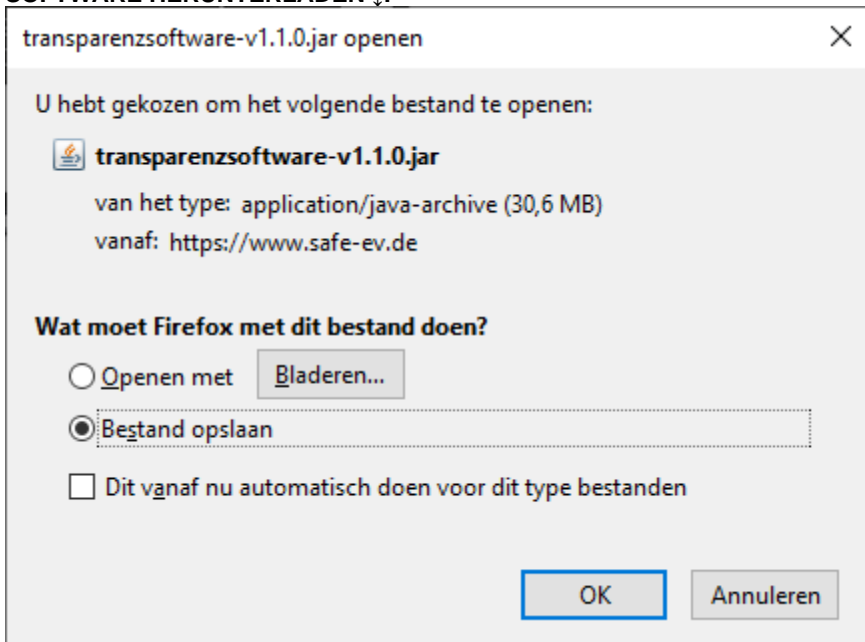 SOFTWARE HERUNTERLADEN ↓.
transparenzsoftware-v1.1.0.jar openen
U hebt gekozen om het volgende bestand te openen:
transparenzsoftware-v1.1.0.jar
van het type: application/java-archive (30,6 MB)
vanaf: https://www.safe-ev.de
Wat moet Firefox met dit bestand doen?
Openen met Bladeren...
Bestand opslaan
Dit vanaf nu automatisch doen voor dit type bestanden
OK Annuleren